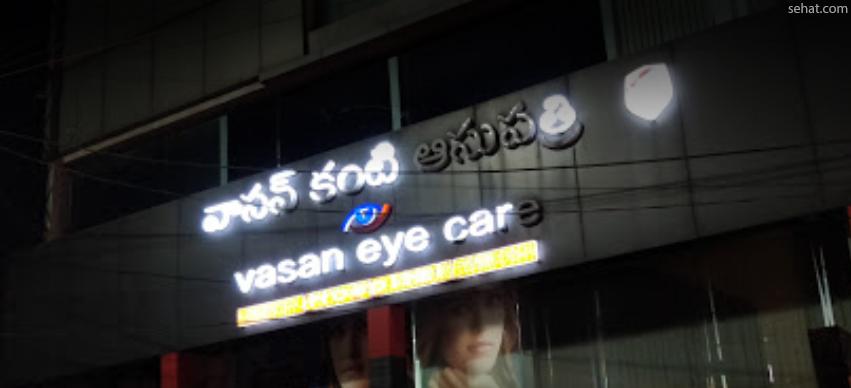 sehat.com
వాసన్ కంటి ఆసుపత్రి
vasan eye care